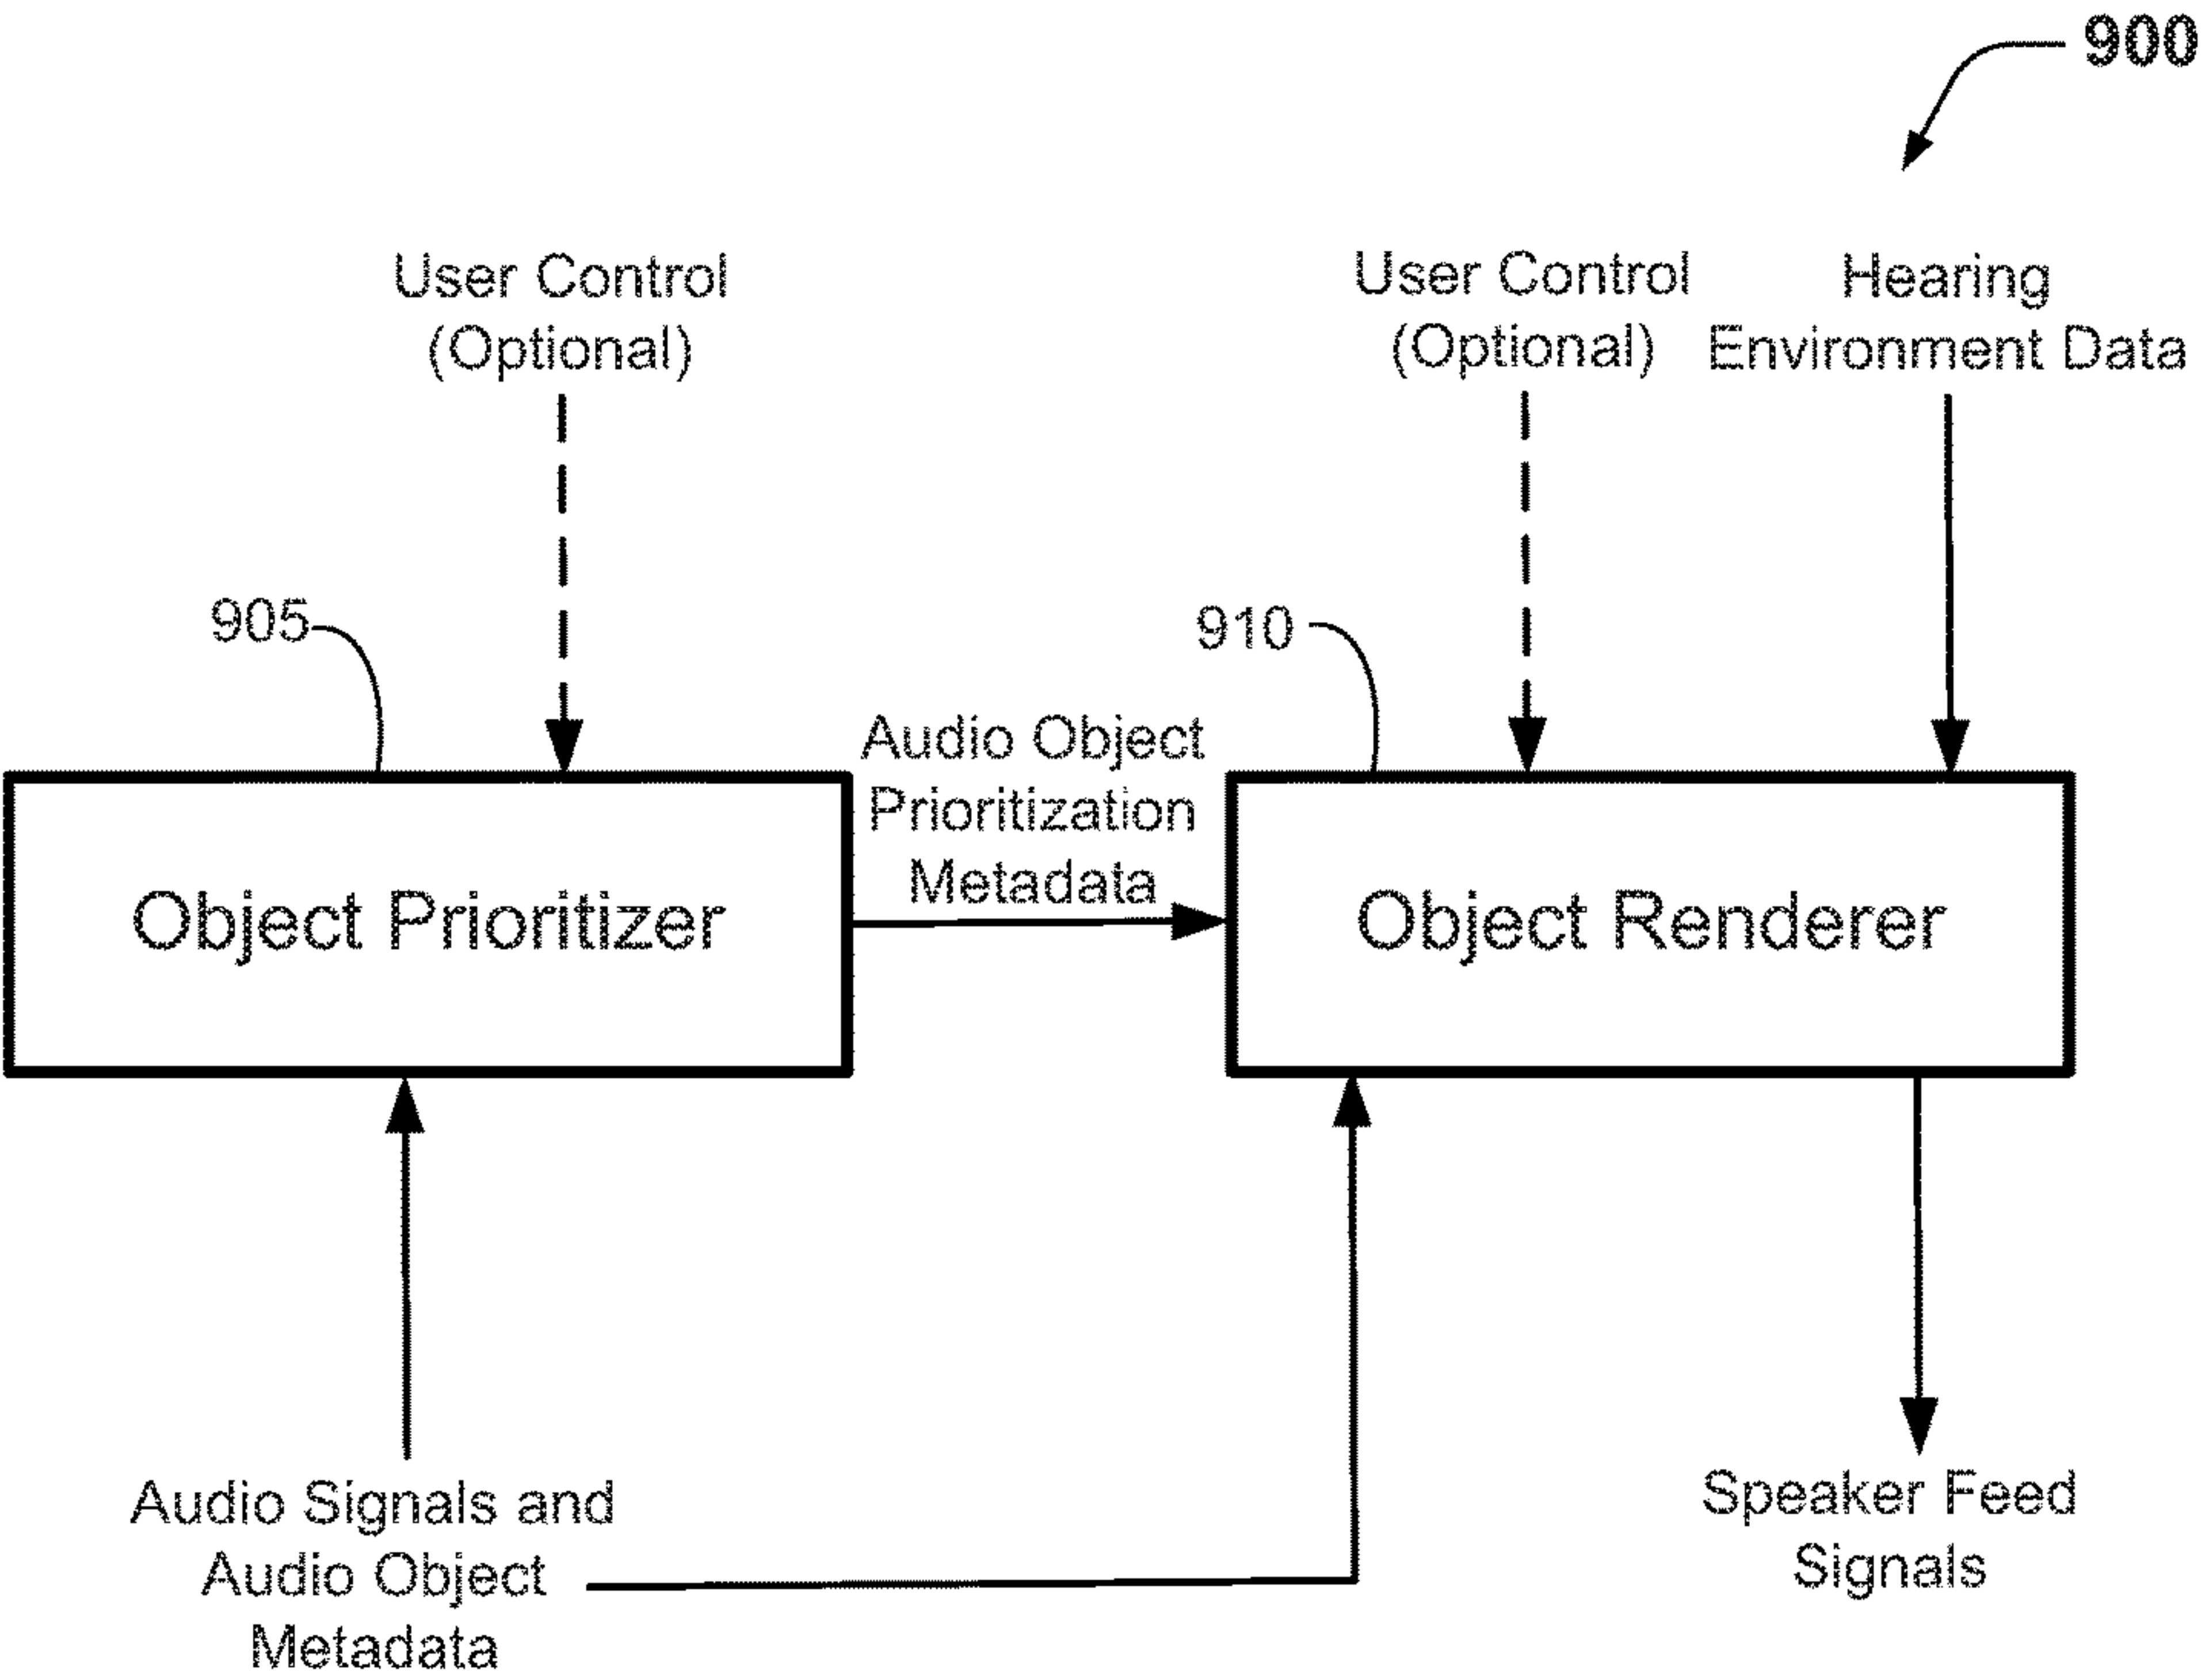 900
User Control
(Optional)
User Control
(Optional)
Hearing
Environment Data
905
910
Audio Object
Prioritization
Metadata
Object Prioritizer
Object Renderer
Audio Signals and
Audio Object
Metadata
Speaker Feed
Signals